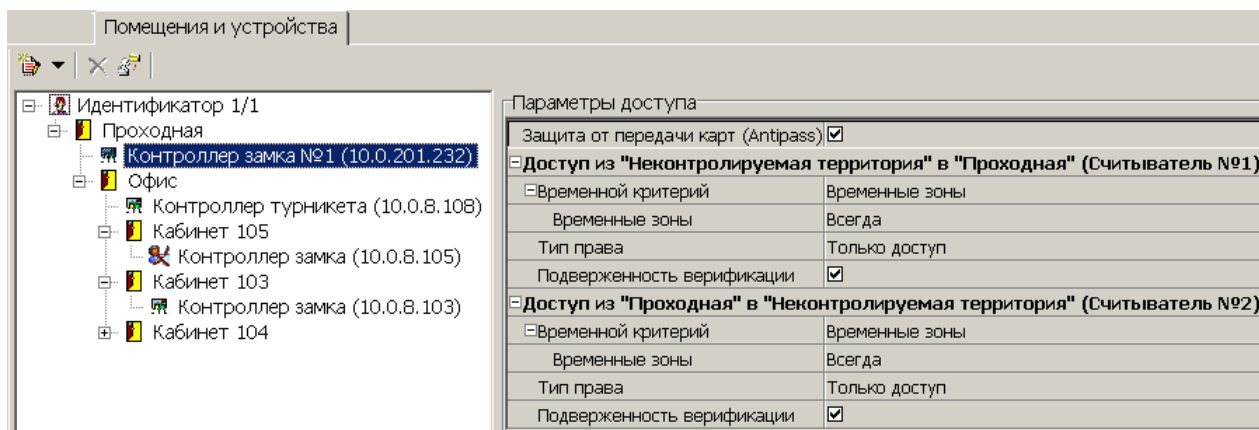 Помещения и устройства
Идентификатор 1/1
Проходная
Контроллер замка №1 (10.0.201.232)
Офис
Контроллер турникета (10.0.8.108)
Кабинет 105
Контроллер замка (10.0.8.105)
Кабинет 103
Контроллер замка (10.0.8.103)
Кабинет 104
Параметры доступа
Защита от передачи карт (Antipass)
Доступ из "Неконтролируемая территория" в "Проходная" (Считыватель №1)
Временной критерий Временные зоны
Временные зоны Всегда
Тип права Только доступ
Подверженность верификации
Доступ из "Проходная" в "Неконтролируемая территория" (Считыватель №2)
Временной критерий Временные зоны
Временные зоны Всегда
Тип права Только доступ
Подверженность верификации